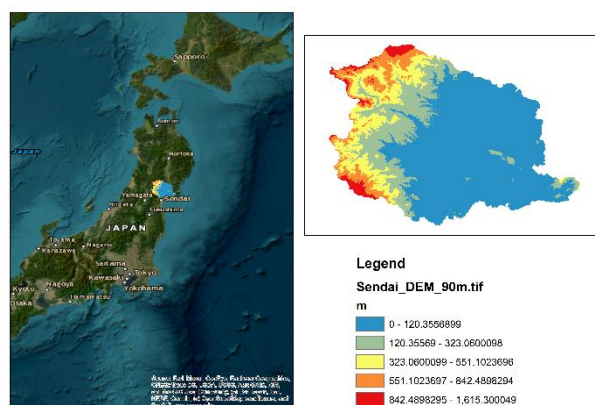 Sapporo
Japan
Aomori
Morioka
Yamagata
Sendai
Niigata
Fukushima
JAPAN
Toyama
Kanazawa
Nagano
Saitama
Tokyo
Kawasaki
Yokohama
Kyoto
Nagoya
Osaka
Hamamatsu
Legend
Sendai_DEM_90m.tif
m
0 - 120.3556899
120.35569 - 323.0600098
323.0600099 - 551.1023696
551.1023697 - 842.4898294
842.4898295 - 1,615.300049